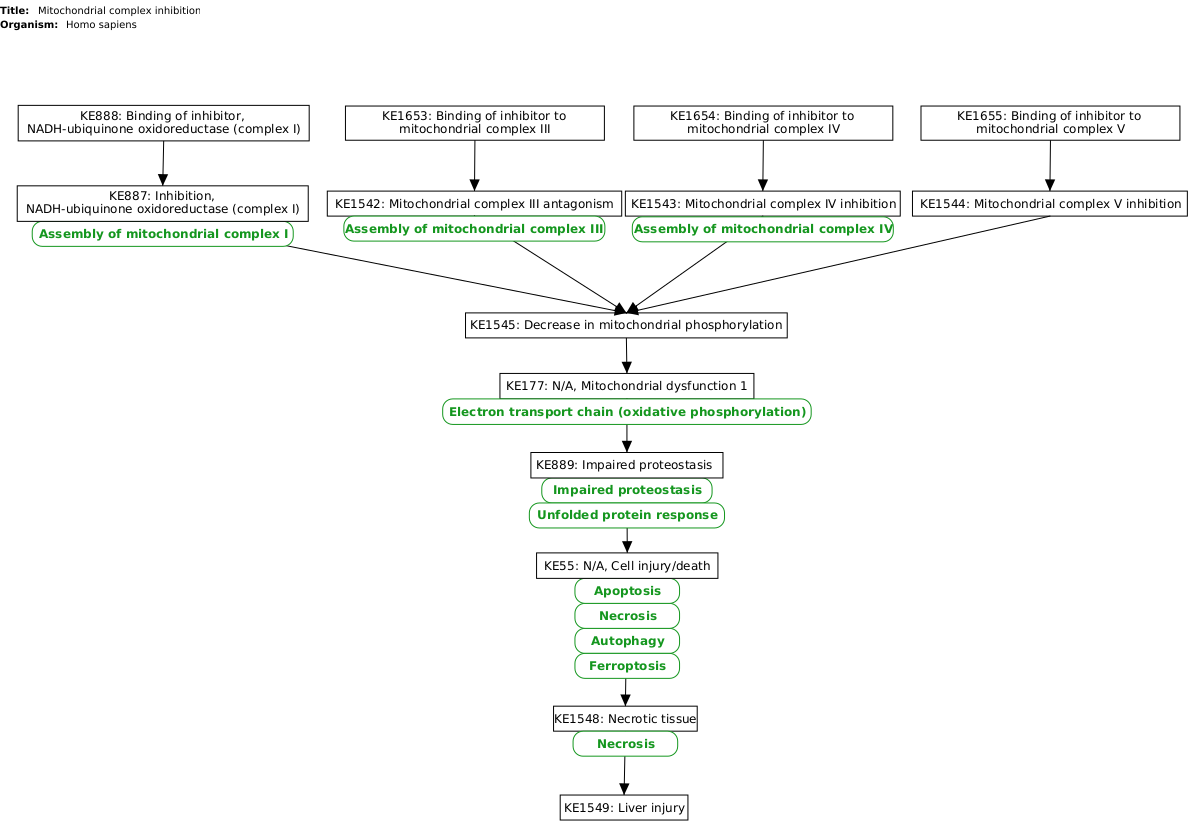 Title: Mitochondrial complex inhibition
Organism: Homo sapiens
KE888: Binding of inhibitor,
NADH-ubiquinone oxidoreductase (complex I)
KE1653: Binding of inhibitor to
mitochondrial complex III
KE1654: Binding of inhibitor to
mitochondrial complex IV
KE1655: Binding of inhibitor to
mitochondrial complex V
KE887: Inhibition,
NADH-ubiquinone oxidoreductase (complex I)
Assembly of mitochondrial complex I
KE1542: Mitochondrial complex III antagonism
Assembly of mitochondrial complex III
KE1543: Mitochondrial complex IV inhibition
Assembly of mitochondrial complex IV
KE1544: Mitochondrial complex V inhibition
KE1545: Decrease in mitochondrial phosphorylation
KE177: N/A, Mitochondrial dysfunction 1
Electron transport chain (oxidative phosphorylation)
KE889: Impaired proteostasis
Impaired proteostasis
Unfolded protein response
KE55: N/A, Cell injury/death
Apoptosis
Necrosis
Autophagy
Ferroptosis
KE1548: Necrotic tissue
Necrosis
KE1549: Liver injury